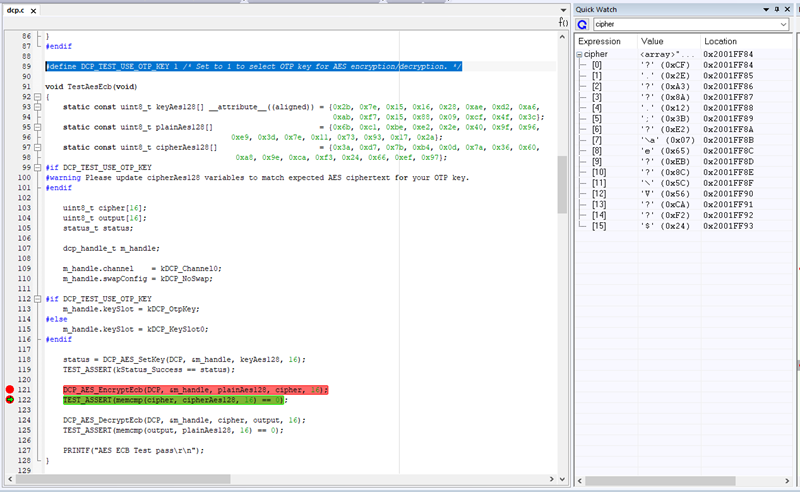 dcp.c
f()
86 }
87 #endif
88
89 #define DCP_TEST_USE_OTP_KEY 1 /* Set to 1 to select OTP key for AES encryption/decryption. */
90
91 void TestAesEcb(void)
92 {
93 static const uint8_t keyAes128[] __attribute__((aligned)) = {0x2b, 0x7e, 0x15, 0x16, 0x28, 0xae, 0xd2, 0xa6,
94 0xab, 0xf7, 0x15, 0x88, 0x09, 0xcf, 0x4f, 0x3c};
95 static const uint8_t plainAes128[] = {0x6b, 0xc1, 0xbe, 0xe2, 0x2e, 0x40, 0x9f, 0x96,
96 0xe9, 0x3d, 0x7e, 0x11, 0x73, 0x93, 0x17, 0x2a};
97 static const uint8_t cipherAes128[] = {0x3a, 0xd7, 0x7b, 0xb4, 0x0d, 0x7a, 0x36, 0x60,
98 0xa8, 0x9e, 0xca, 0xf3, 0x24, 0x66, 0xef, 0x97};
99 #if DCP_TEST_USE_OTP_KEY
100 #warning Please update cipherAes128 variables to match expected AES ciphertext for your OTP key.
101 #endif
102
103 uint8_t cipher[16];
104 uint8_t output[16];
105 status_t status;
106
107 dcp_handle_t m_handle;
108
109 m_handle.channel = kDCP_Channel0;
110 m_handle.swapConfig = kDCP_NoSwap;
111
112 #if DCP_TEST_USE_OTP_KEY
113 m_handle.keySlot = kDCP_OtpKey;
114 #else
115 m_handle.keySlot = kDCP_KeySlot0;
116 #endif
117
118 status = DCP_AES_SetKey(DCP, &m_handle, keyAes128, 16);
119 TEST_ASSERT(kStatus_Success == status);
120
121 DCP_AES_EncryptEcb(DCP, &m_handle, plainAes128, cipher, 16);
122 TEST_ASSERT(memcmp(cipher, cipherAes128, 16) == 0);
123
124 DCP_AES_DecryptEcb(DCP, &m_handle, cipher, output, 16);
125 TEST_ASSERT(memcmp(output, plainAes128, 16) == 0);
126
127 PRINTF("AES ECB Test pass\r\n");
128 }
129
Quick Watch
cipher
Expression Value Location
cipher <array>"... 0x2001FF84
[0] '?' (0xCF) 0x2001FF84
[1] '.' (0x2E) 0x2001FF85
[2] '?' (0xA3) 0x2001FF86
[3] '?' (0x8A) 0x2001FF87
[4] '.' (0x12) 0x2001FF88
[5] ';' (0x3B) 0x2001FF89
[6] '?' (0xE2) 0x2001FF8A
[7] '\a' (0x07) 0x2001FF8B
[8] 'e' (0x65) 0x2001FF8C
[9] '?' (0xEB) 0x2001FF8D
[10] '?' (0x8C) 0x2001FF8E
[11] '\' (0x5C) 0x2001FF8F
[12] 'V' (0x56) 0x2001FF90
[13] '?' (0xCA) 0x2001FF91
[14] '?' (0xF2) 0x2001FF92
[15] '$' (0x24) 0x2001FF93